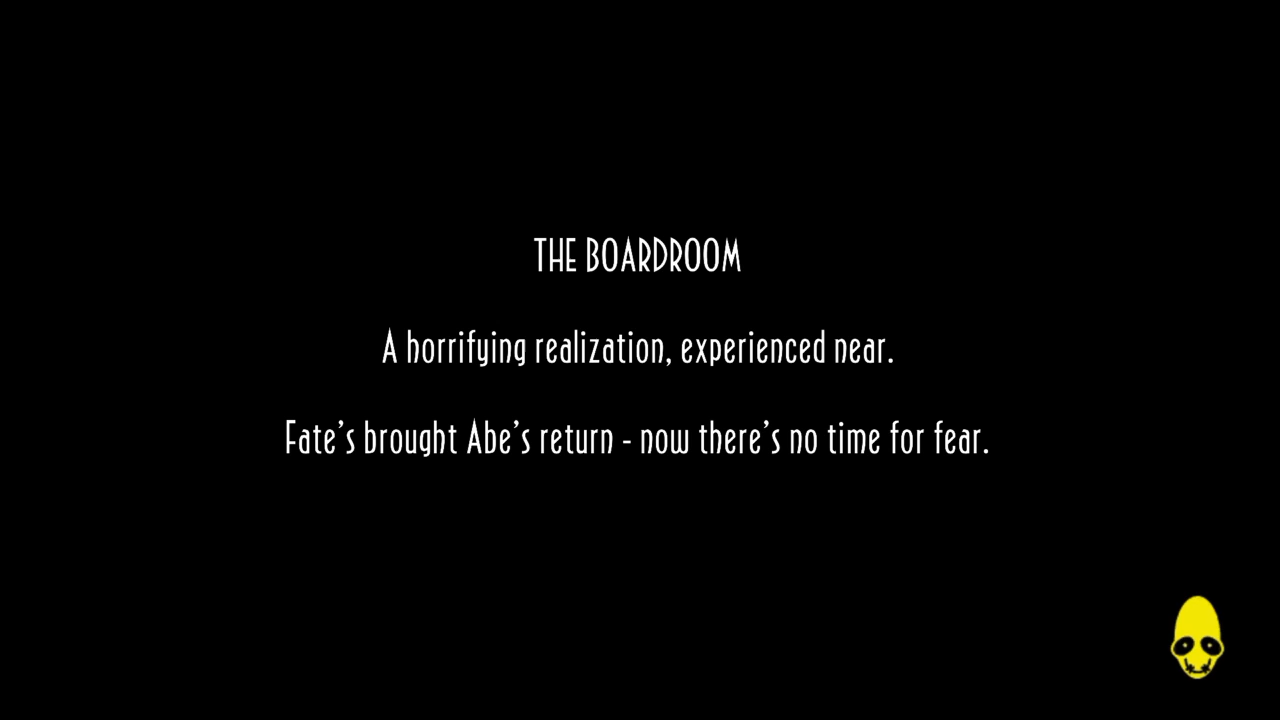 THE BOARDROOM
A horrifying realization, experienced near.
Fate's brought Abe's return - now there's no time for fear.